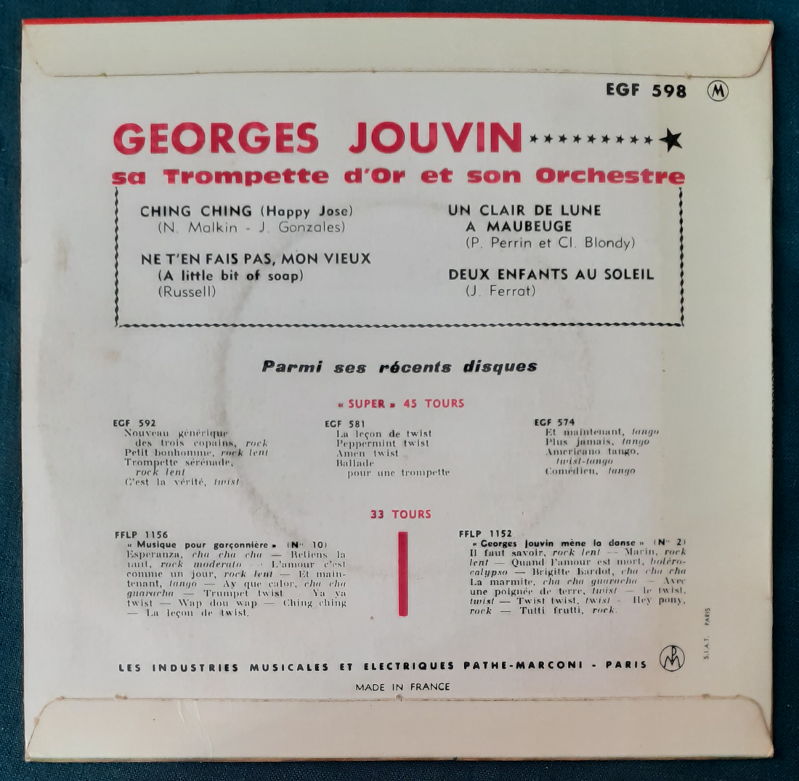 EGF 598 M
GEORGES JOUVIN
sa Trompette d'Or et son Orchestre
CHING CHING (Happy Jose)
(N. Malkin - J. Gonzales)
NE T'EN FAIS PAS, MON VIEUX
(A little bit of soap)
(Russell)
UN CLAIR DE LUNE
A MAUBEUGE
(P. Perrin et Cl. Blondy)
DEUX ENFANTS AU SOLEIL
(J. Ferrat)
Parmi ses récents disques
« SUPER » 45 TOURS
EGF 592
Nouveau générique
des trois copains, rock
Petit bonhomme, rock lent
Trompette sérénade,
rock lent
C'est la vérité, twist
EGF 581
La leçon de twist
Peppermint twist
Amen twist
Ballade
pour une trompette
EGF 574
Et maintenant, tango
Plus jamais, tango
Americano tango,
twist-tango
Comédien, tango
33 TOURS
FFLP 1156
« Musique pour garçonnière » (N° 10)
Esperanza, cha cha cha — Retiens la
nuit, rock moderato — L'amour c'est
comme un jour, rock lent — Et main-
tenant, tango — Ay que calor, cha cha
guaracha — Trumpet twist — Ya ya
twist — Wap dou wap — Ching ching
— La leçon de twist.
FFLP 1152
« Georges Jouvin mène la danse » (N° 2)
Il faut savoir, rock lent — Marin, rock
lent — Quand l'amour est mort, boléro-
calypso — Brigitte Bardot, cha cha cha
La marmite, cha cha guaracha — Avec
une poignée de terre, twist — le twist,
twist — Twist twist, twist — Hey pony,
rock — Tutti frutti, rock.
LES INDUSTRIES MUSICALES ET ELECTRIQUES PATHE-MARCONI - PARIS
MADE IN FRANCE
S.I.A.T. PARIS